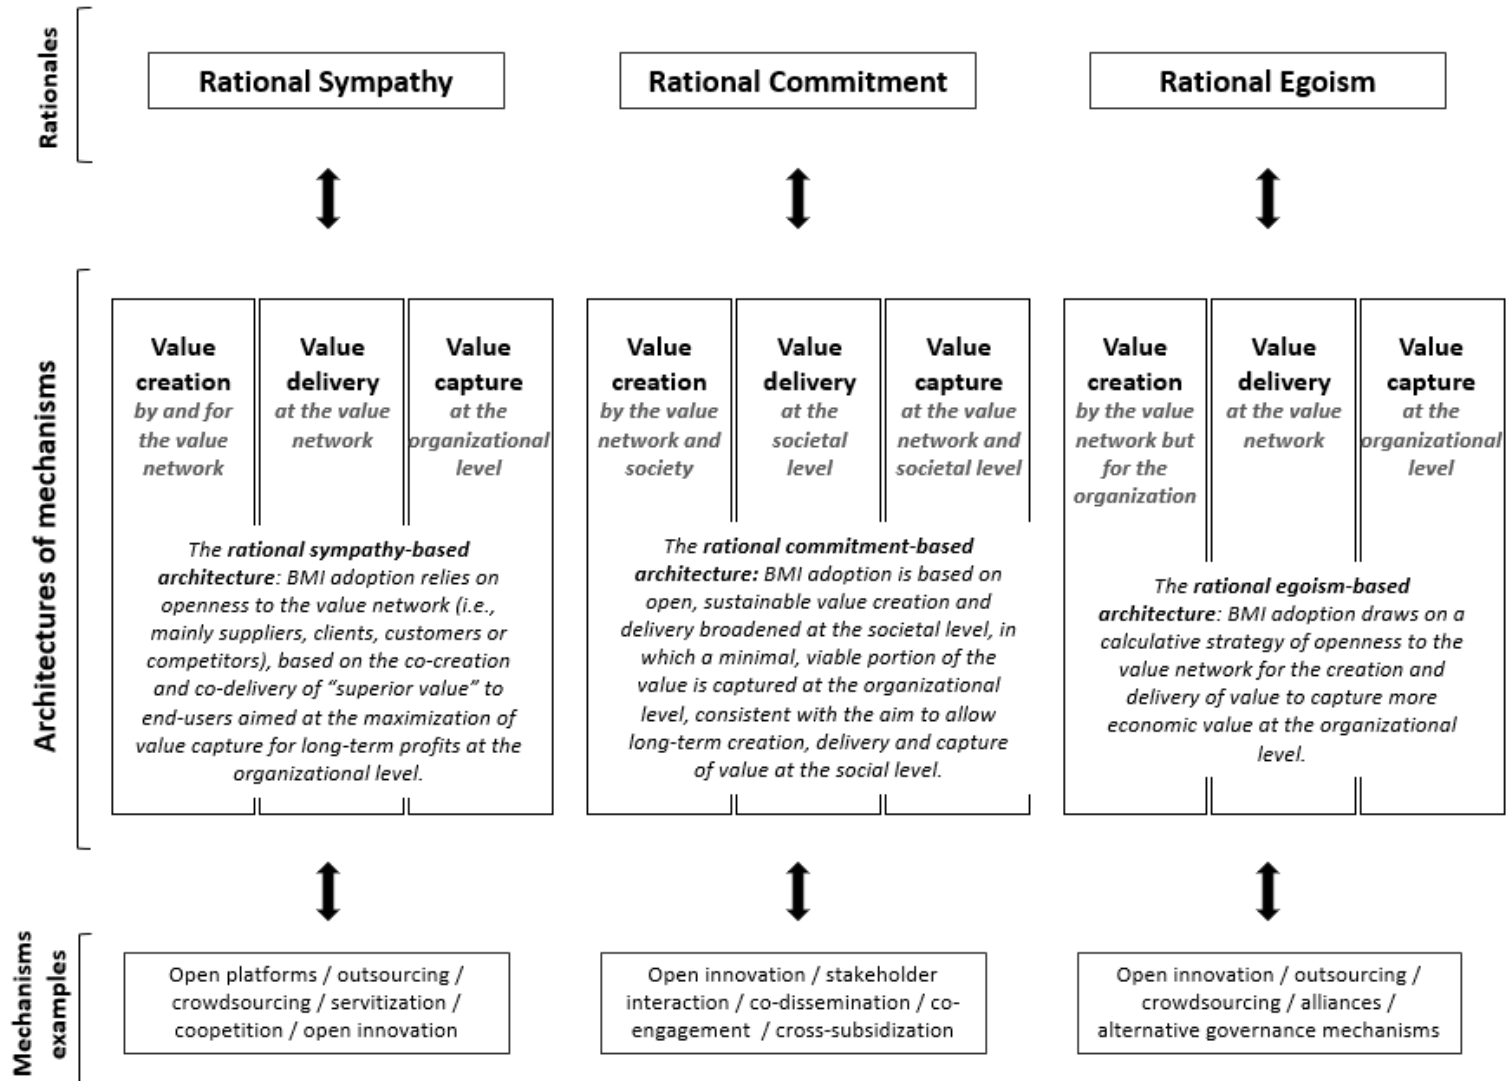 Rationales
Rational Sympathy
Rational Commitment
Rational Egoism
Architectures of mechanisms
Value
creation
by and for
the value
network
Value
delivery
at the value
network
Value
capture
at the
organizational
level
The rational sympathy-based
architecture: BMI adoption relies on
openness to the value network (i.e.,
mainly suppliers, clients, customers or
competitors), based on the co-creation
and co-delivery of “superior value” to
end-users aimed at the maximization of
value capture for long-term profits at the
organizational level.
Value
creation
by the value
network and
society
Value
delivery
at the
societal
level
Value
capture
at the value
network and
societal level
The rational commitment-based
architecture: BMI adoption is based on
open, sustainable value creation and
delivery broadened at the societal level, in
which a minimal, viable portion of the
value is captured at the organizational
level, consistent with the aim to allow
long-term creation, delivery and capture
of value at the social level.
Value
creation
by the value
network but
for the
organization
Value
delivery
at the value
network
Value
capture
at the
organizational
level
The rational egoism-based
architecture: BMI adoption draws on a
calculative strategy of openness to the
value network for the creation and
delivery of value to capture more
economic value at the organizational
level.
Mechanisms
examples
Open platforms / outsourcing /
crowdsourcing / servitization /
coopetition / open innovation
Open innovation / stakeholder
interaction / co-dissemination / co-
engagement / cross-subsidization
Open innovation / outsourcing /
crowdsourcing / alliances /
alternative governance mechanisms